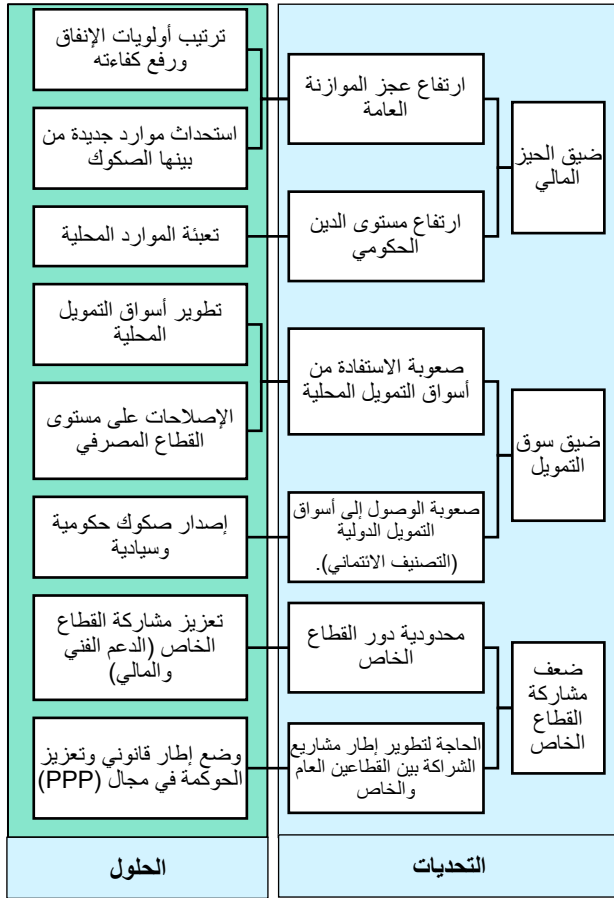 ضيق الحيز
المالي
ارتفاع عجز الموازنة
العامة
ترتيب أولويات الإنفاق
ورفع كفاءته
استحداث موارد جديدة من
بينها الصكوك
ارتفاع مستوى الدين
الحكومي
تعبئة الموارد المحلية
ضيق سوق
التمويل
صعوبة الاستفادة من
أسواق التمويل المحلية
تطوير أسواق التمويل
المحلية
الإصلاحات على مستوى
القطاع المصرفي
صعوبة الوصول إلى أسواق
التمويل الدولية
(التصنيف الائتماني).
إصدار صكوك حكومية
وسيادية
ضعف
مشاركة
القطاع
الخاص
محدودية دور القطاع
الخاص
تعزيز مشاركة القطاع
الخاص (الدعم الفني
والمالي)
الحاجة لتطوير إطار مشاريع
الشراكة بين القطاعين العام
والخاص
وضع إطار قانوني وتعزيز
الحوكمة في مجال (PPP)
التحديات
الحلول